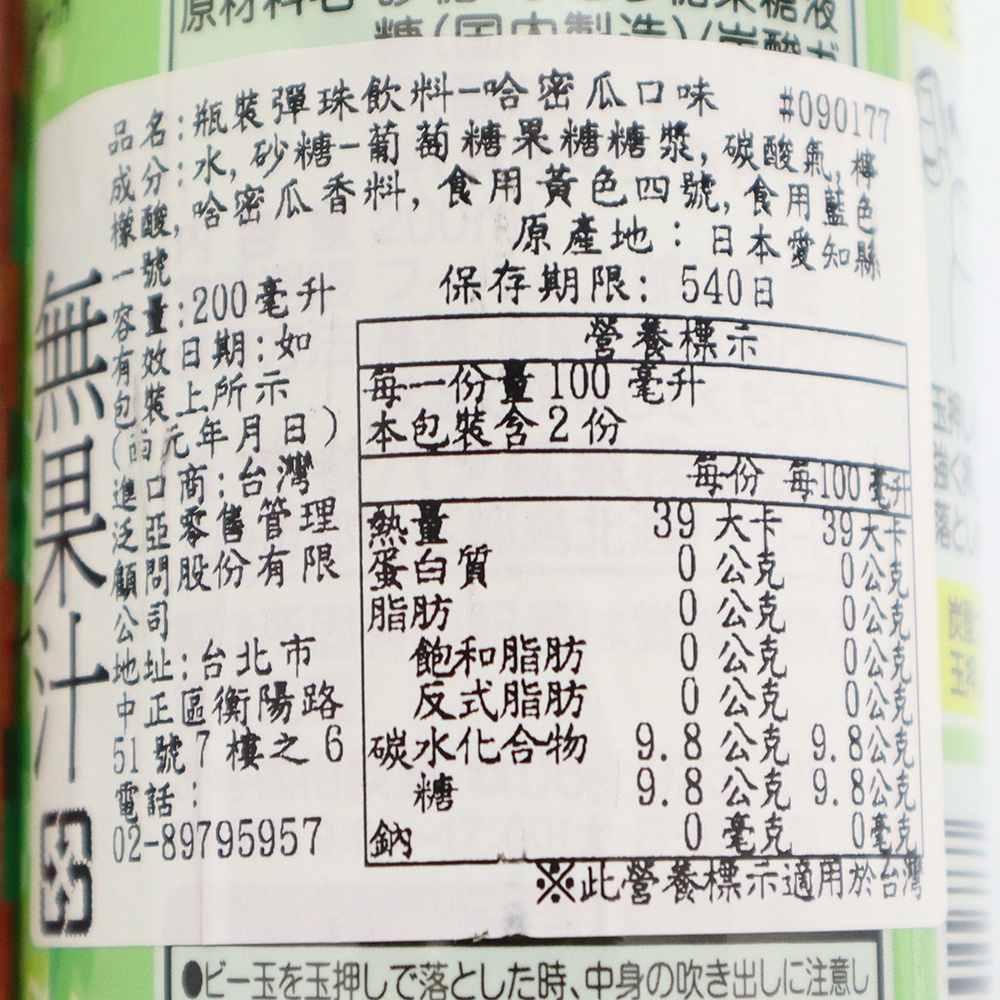 糖(国内製造)/炭酸ガ
品名:瓶裝彈珠飲料-哈密瓜口味 #090177
成分:水,砂糖-葡萄糖果糖糖漿,碳酸氣,檸
檬酸,哈密瓜香料,食用黃色四號,食用藍色
一號
原產地:日本愛知縣
容量:200毫升
保存期限:540日
有效日期:如
包裝上所示
(西元年月日)
進口商:台灣
泛亞零售管理
顧問股份有限
公司
地址:台北市
中正區衡陽路
51號7樓之6
電話:
02-89795957
無果汁
營養標示
每一份量100毫升
本包裝含2份
每份 每100毫升
熱量 39大卡 39大卡
蛋白質 0公克 0公克
脂肪 0公克 0公克
飽和脂肪 0公克 0公克
反式脂肪 0公克 0公克
碳水化合物 9.8公克 9.8公克
糖 9.8公克 9.8公克
鈉 0毫克 0毫克
※此營養標示適用於台灣
●ビー玉を玉押しで落とした時、中身の吹き出しに注意し